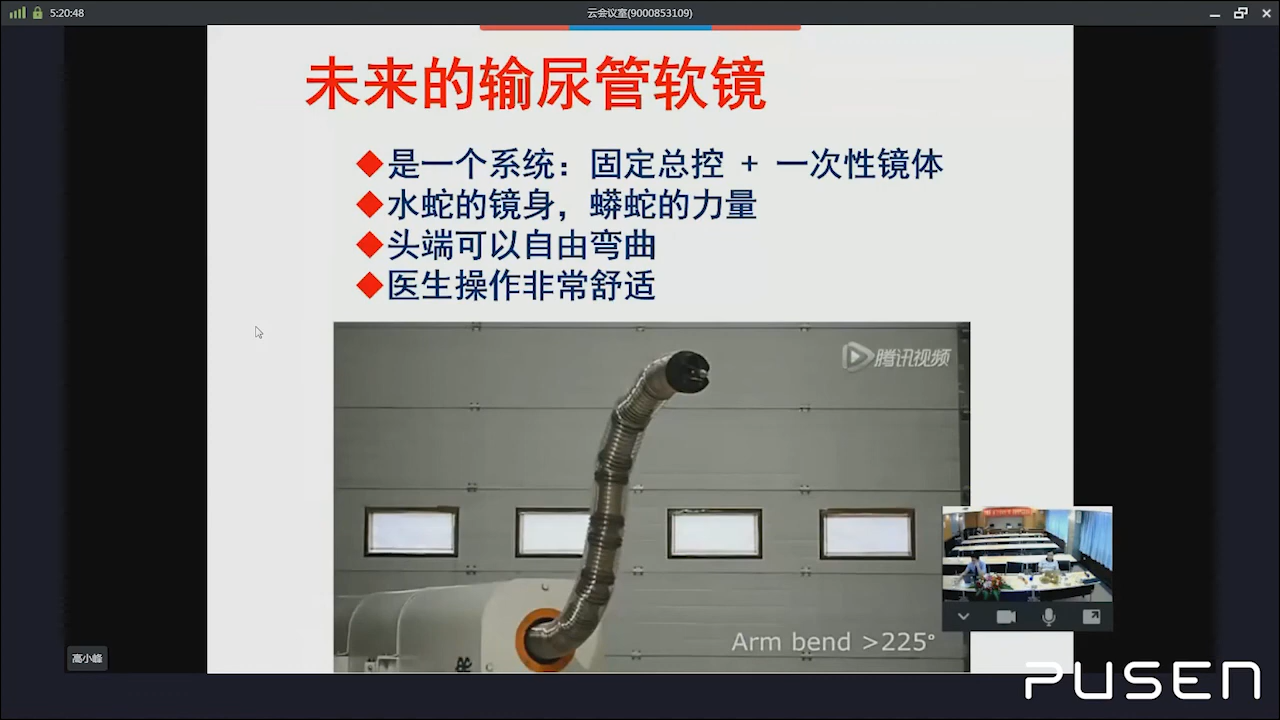 5:20:48
云会议室(9000853109)
未来的输尿管软镜
◆是一个系统：固定总控 + 一次性镜体
◆水蛇的镜身，蟒蛇的力量
◆头端可以自由弯曲
◆医生操作非常舒适
腾讯视频
Arm bend >225°
高小峰
PUSEN